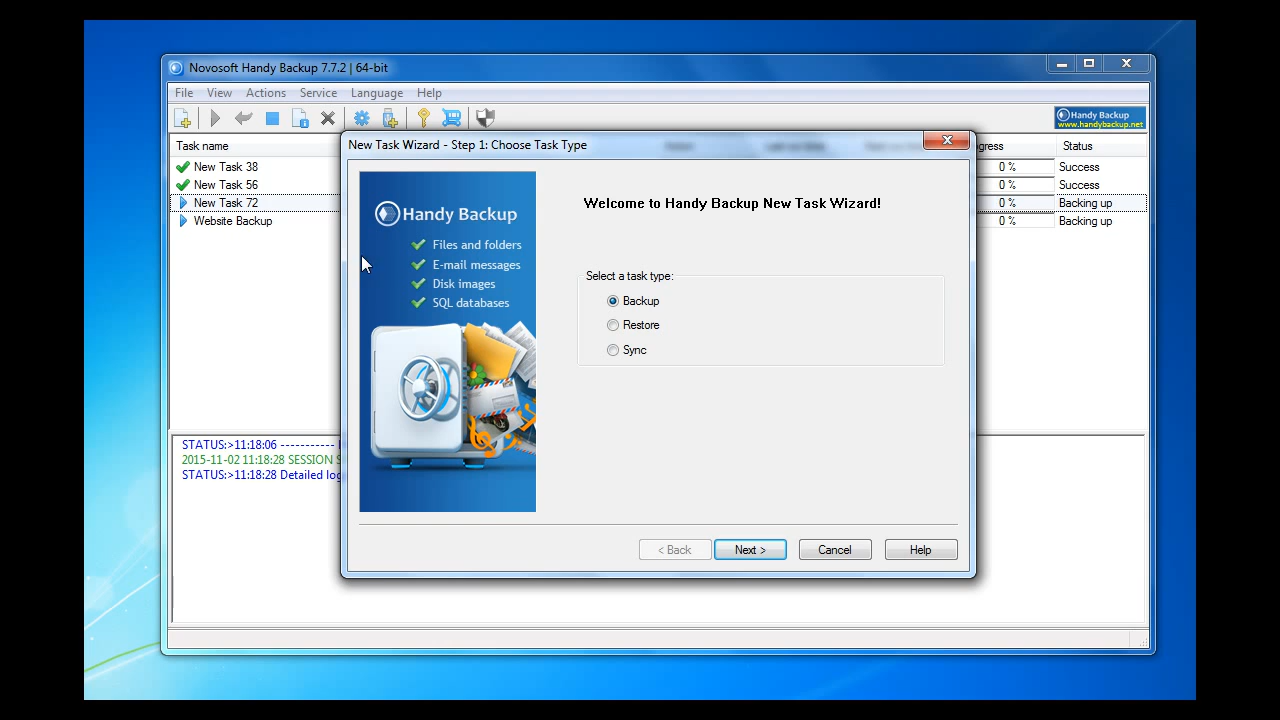 Novosoft Handy Backup 7.7.2 | 64-bit
File View Actions Service Language Help
Handy Backup
www.handybackup.net
Task name
Status
New Task 38 0 % Success
New Task 56 0 % Success
New Task 72 0 % Backing up
Website Backup 0 % Backing up
New Task Wizard - Step 1: Choose Task Type
Handy Backup
Files and folders
E-mail messages
Disk images
SQL databases
Welcome to Handy Backup New Task Wizard!
Select a task type:
Backup
Restore
Sync
< Back Next > Cancel Help
STATUS:>11:18:06 -----------
2015-11-02 11:18:28 SESSION S
STATUS:>11:18:28 Detailed log